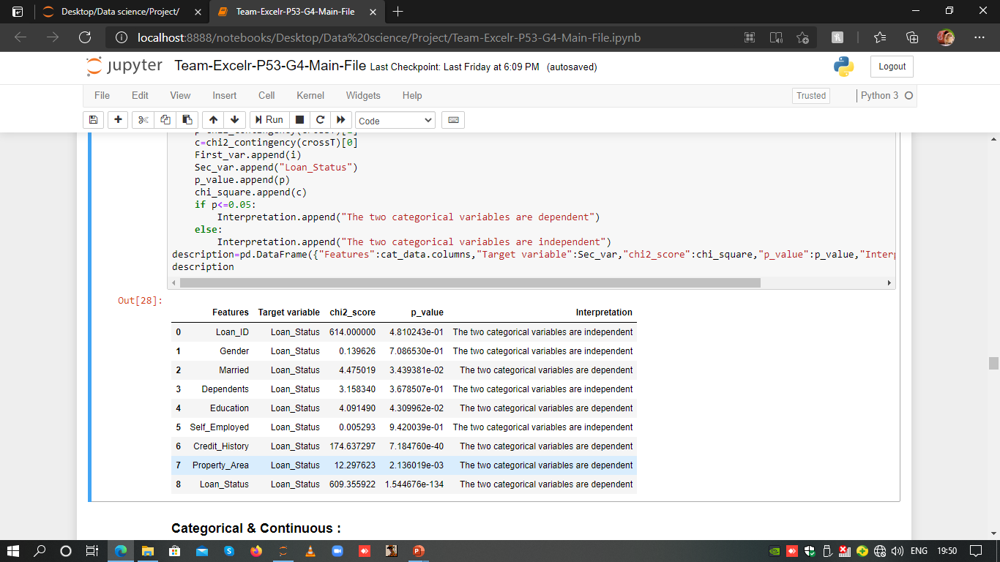 Desktop/Data science/Project/
Team-Excelr-P53-G4-Main-File
localhost:8888/notebooks/Desktop/Data%20science/Project/Team-Excelr-P53-G4-Main-File.ipynb
jupyter Team-Excelr-P53-G4-Main-File Last Checkpoint: Last Friday at 6:09 PM (autosaved)
Logout
File Edit View Insert Cell Kernel Widgets Help
Trusted
Python 3
Run
Code
c=chi2_contingency(crossT)[0]
First_var.append(i)
Sec_var.append("Loan_Status")
p_value.append(p)
chi_square.append(c)
if p<=0.05:
Interpretation.append("The two categorical variables are dependent")
else:
Interpretation.append("The two categorical variables are independent")
description=pd.DataFrame({"Features":cat_data.columns,"Target variable":Sec_var,"chi2_score":chi_square,"p_value":p_value,"Interp
description
Out[28]:
Features Target variable chi2_score p_value Interpretation
0 Loan_ID Loan_Status 614.000000 4.810243e-01 The two categorical variables are independent
1 Gender Loan_Status 0.139626 7.086530e-01 The two categorical variables are independent
2 Married Loan_Status 4.475019 3.439381e-02 The two categorical variables are dependent
3 Dependents Loan_Status 3.158340 3.678507e-01 The two categorical variables are independent
4 Education Loan_Status 4.091490 4.309962e-02 The two categorical variables are dependent
5 Self_Employed Loan_Status 0.005293 9.420039e-01 The two categorical variables are independent
6 Credit_History Loan_Status 174.637297 7.184760e-40 The two categorical variables are dependent
7 Property_Area Loan_Status 12.297623 2.136019e-03 The two categorical variables are dependent
8 Loan_Status Loan_Status 609.355922 1.544676e-134 The two categorical variables are dependent
Categorical & Continuous :
ENG 19:50